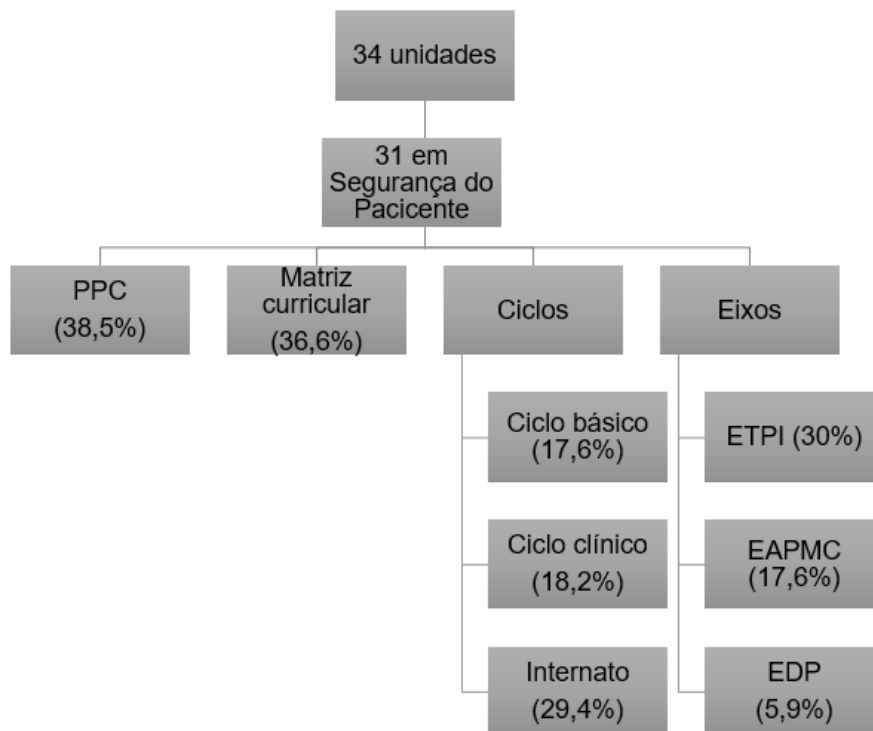 34 unidades
31 em
Segurança do
Pacicente
PPC
(38,5%)
Matriz
curricular
(36,6%)
Ciclos
Eixos
Ciclo básico
(17,6%)
ETPI (30%)
Ciclo clínico
(18,2%)
EAPMC
(17,6%)
Internato
(29,4%)
EDP
(5,9%)